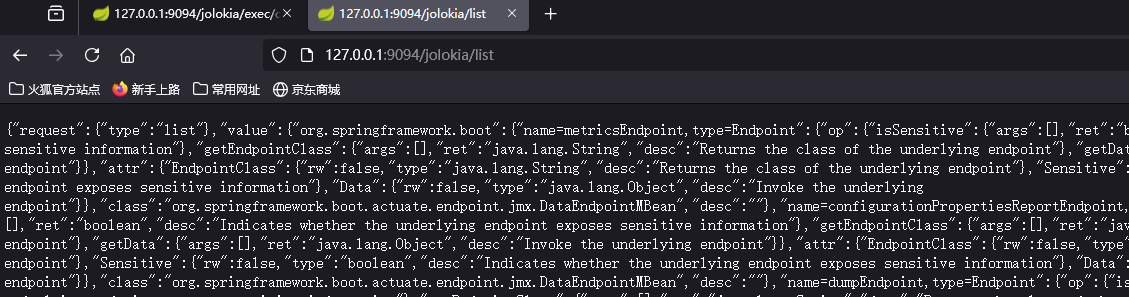 127.0.0.1:9094/jolokia/exec/c
127.0.0.1:9094/jolokia/list
127.0.0.1:9094/jolokia/list
火狐官方站点 新手上路 常用网址 京东商城
{"request":{"type":"list"},"value":{"org.springframework.boot":{"name=metricsEndpoint,type=Endpoint":{"op":{"isSensitive":{"args":[],"ret":"b
sensitive information"},"getEndpointClass":{"args":[],"ret":"java.lang.String","desc":"Returns the class of the underlying endpoint"},"getDat
endpoint"}},"attr":{"EndpointClass":{"rw":false,"type":"java.lang.String","desc":"Returns the class of the underlying endpoint"},"Sensitive":
endpoint exposes sensitive information"},"Data":{"rw":false,"type":"java.lang.Object","desc":"Invoke the underlying
endpoint"}},"class":"org.springframework.boot.actuate.endpoint.jmx.DataEndpointMBean","desc":""},"name=configurationPropertiesReportEndpoint,
[],"ret":"boolean","desc":"Indicates whether the underlying endpoint exposes sensitive information"},"getEndpointClass":{"args":[],"ret":"jav
endpoint"},"getData":{"args":[],"ret":"java.lang.Object","desc":"Invoke the underlying endpoint"}},"attr":{"EndpointClass":{"rw":false,"type"
endpoint"},"Sensitive":{"rw":false,"type":"boolean","desc":"Indicates whether the underlying endpoint exposes sensitive information"},"Data"
endpoint"}},"class":"org.springframework.boot.actuate.endpoint.jmx.DataEndpointMBean","desc":""},"name=dumpEndpoint,type=Endpoint":{"op":{"is